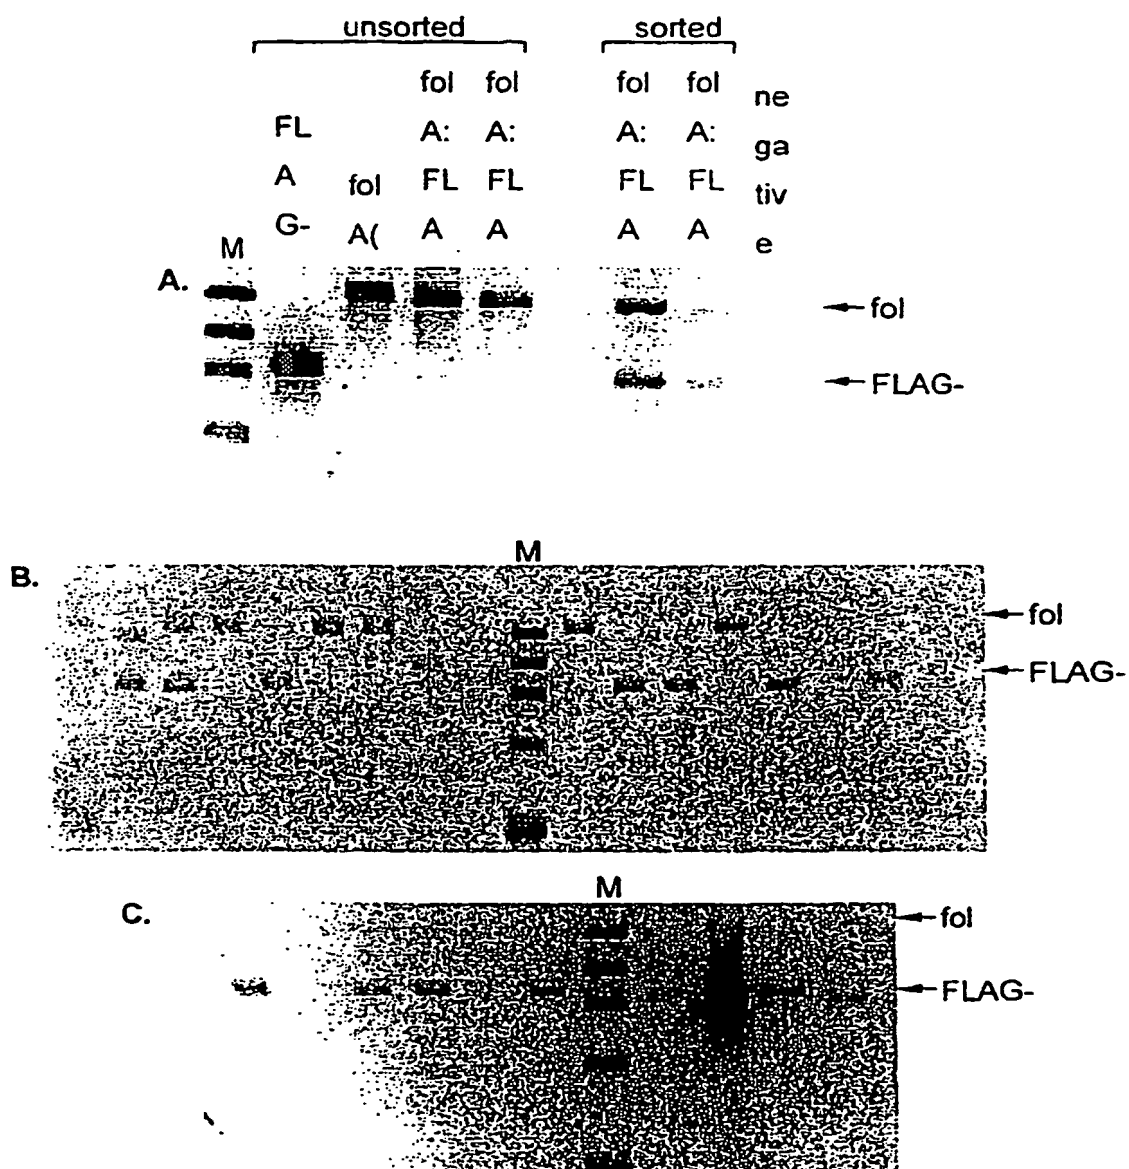 unsorted sorted
fol fol fol fol ne
FL A: A: A: A: ga
A fol FL FL FL FL tiv
G- A( A A A A e
M
A.
fol
FLAG-
M
B.
fol
FLAG-
M
C.
fol
FLAG-